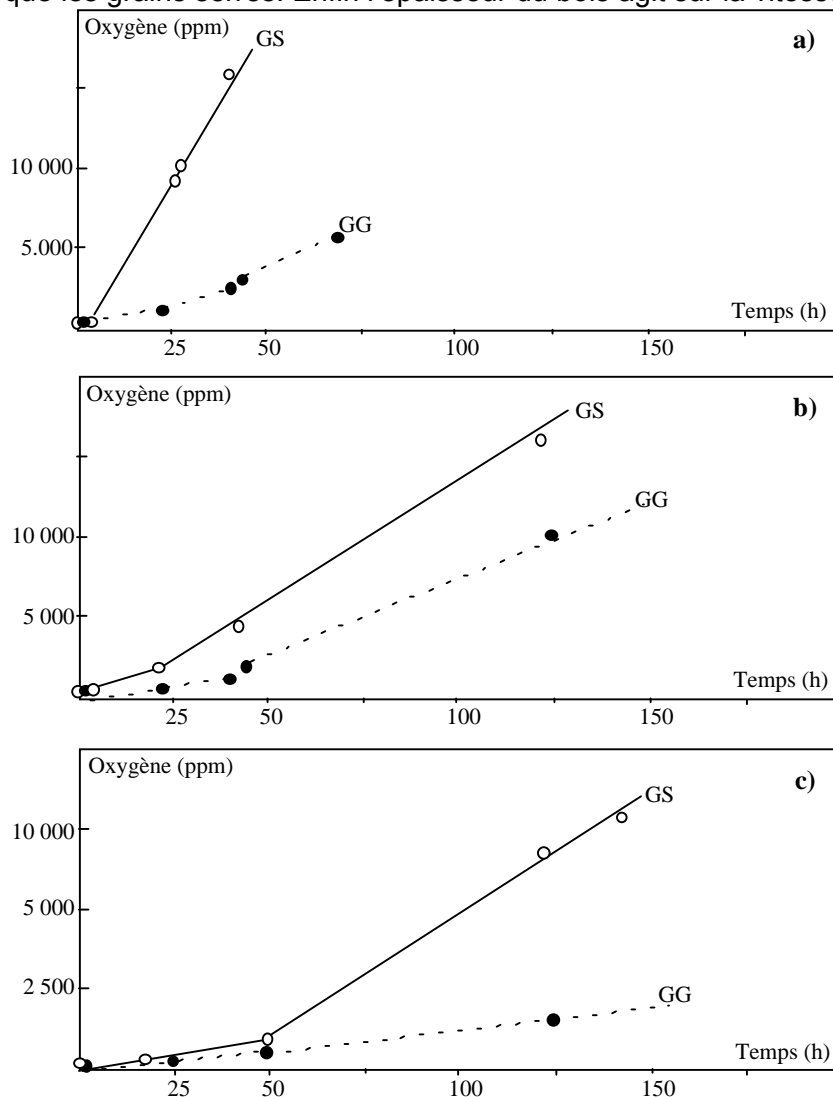 que les grains serrés. Enfin l'épaisseur du bois agit sur la vitesse
Oxygène (ppm)
GS
a)
10 000
GG
5.000
Temps (h)
25 50 100 150
Oxygène (ppm)
GS
b)
GG
10 000
5 000
Temps (h)
25 50 100 150
Oxygène (ppm)
c)
GS
10 000
5 000
2 500
GG
Temps (h)
25 50 100 150